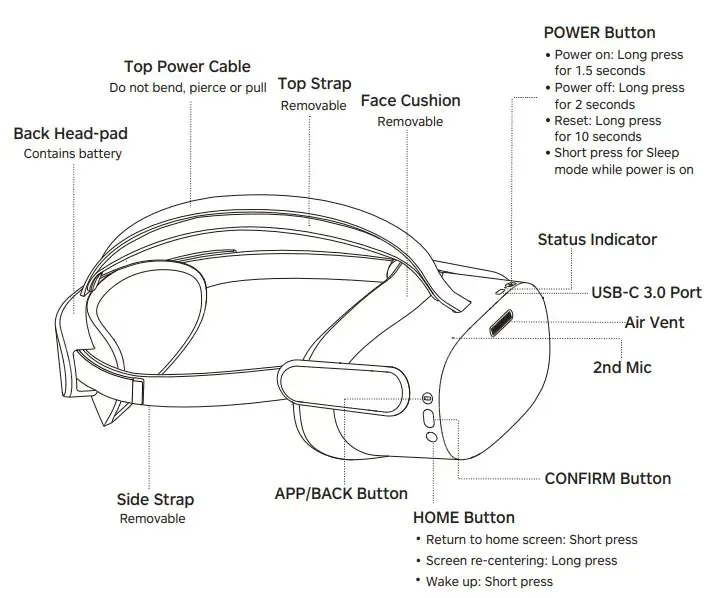 POWER Button
• Power on: Long press
for 1.5 seconds
• Power off: Long press
for 2 seconds
• Reset: Long press
for 10 seconds
• Short press for Sleep
mode while power is on
Top Power Cable
Do not bend, pierce or pull
Top Strap
Removable
Face Cushion
Removable
Back Head-pad
Contains battery
Status Indicator
USB-C 3.0 Port
Air Vent
2nd Mic
CONFIRM Button
Side Strap
Removable
APP/BACK Button
HOME Button
• Return to home screen: Short press
• Screen re-centering: Long press
• Wake up: Short press